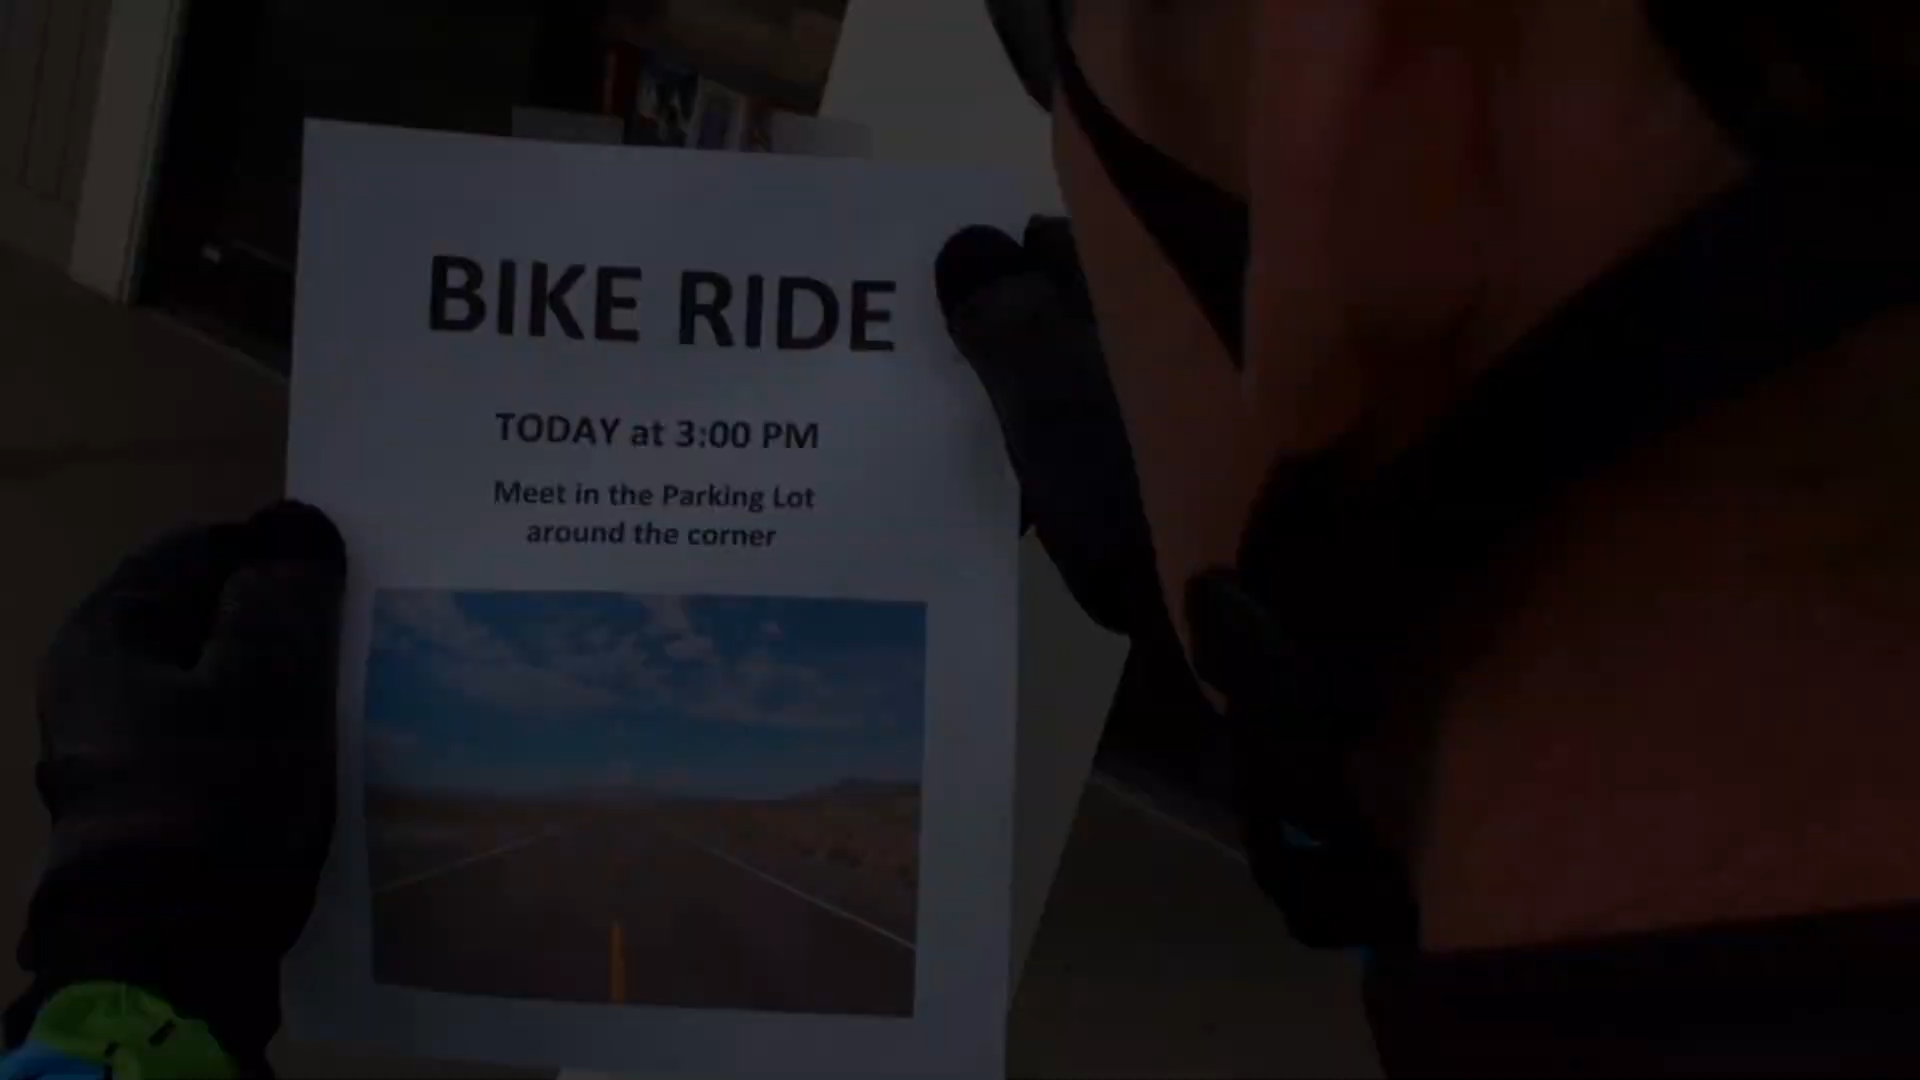 BIKE RIDE
TODAY at 3:00 PM
Meet in the Parking Lot
around the corner